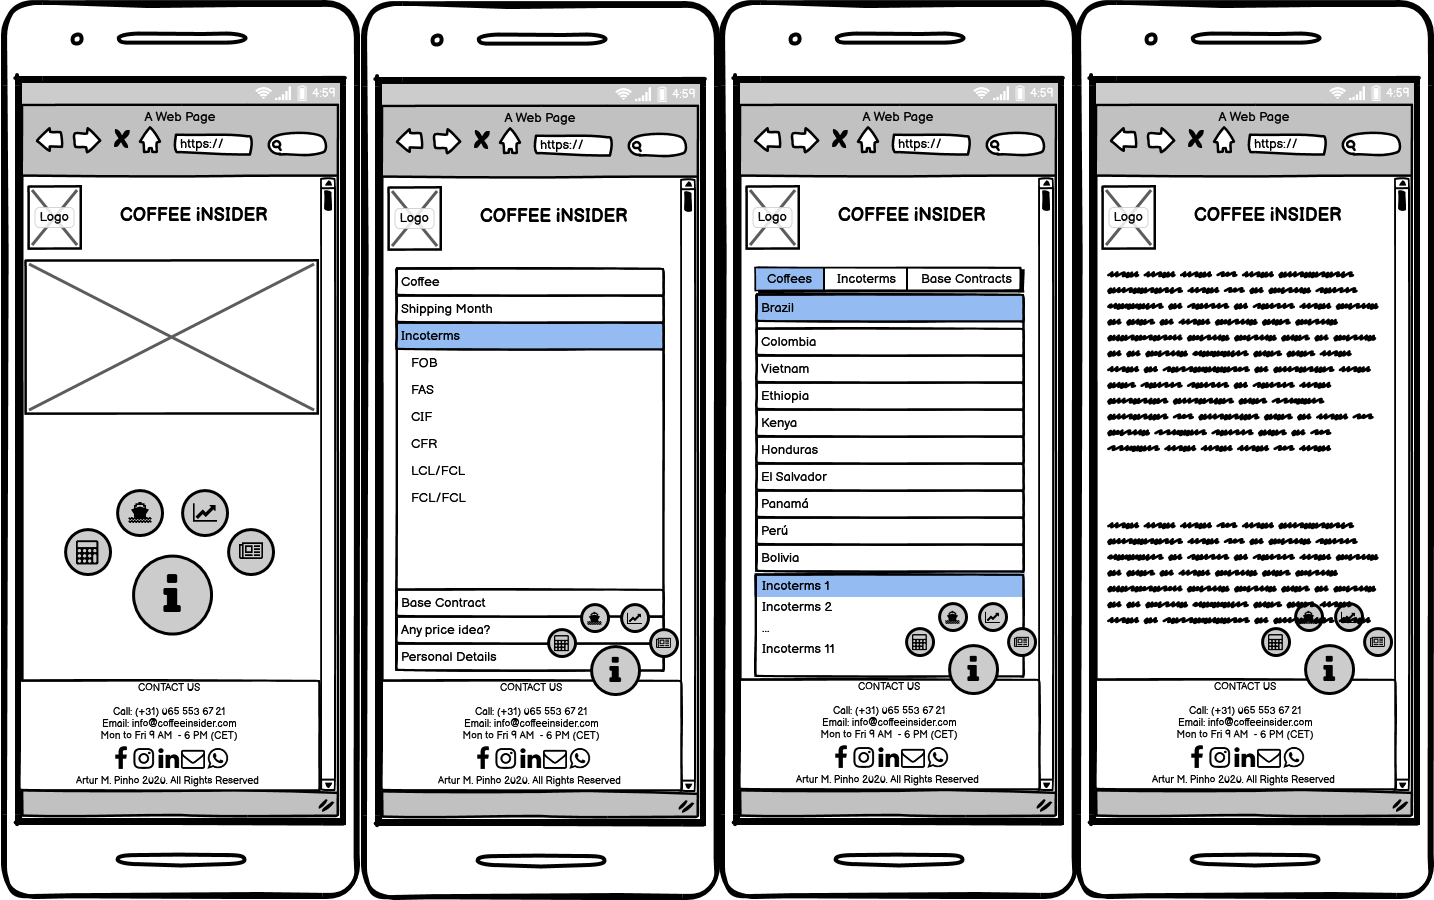 4:59
A Web Page
https://
Logo
COFFEE iNSIDER
CONTACT US
Call: (+31) 065 553 67 21
Email: info@coffeeinsider.com
Mon to Fri 9 AM - 6 PM (CET)
Artur M. Pinho 2020. All Rights Reserved
4:59
A Web Page
https://
Logo
COFFEE iNSIDER
Coffee
Shipping Month
Incoterms
FOB
FAS
CIF
CFR
LCL/FCL
FCL/FCL
Base Contract
Any price idea?
Personal Details
CONTACT US
Call: (+31) 065 553 67 21
Email: info@coffeeinsider.com
Mon to Fri 9 AM - 6 PM (CET)
Artur M. Pinho 2020. All Rights Reserved
4:59
A Web Page
https://
Logo
COFFEE iNSIDER
Coffees Incoterms Base Contracts
Brazil
Colombia
Vietnam
Ethiopia
Kenya
Honduras
El Salvador
Panamá
Perú
Bolivia
Incoterms 1
Incoterms 2
...
Incoterms 11
CONTACT US
Call: (+31) 065 553 67 21
Email: info@coffeeinsider.com
Mon to Fri 9 AM - 6 PM (CET)
Artur M. Pinho 2020. All Rights Reserved
4:59
A Web Page
https://
Logo
COFFEE iNSIDER
CONTACT US
Call: (+31) 065 553 67 21
Email: info@coffeeinsider.com
Mon to Fri 9 AM - 6 PM (CET)
Artur M. Pinho 2020. All Rights Reserved